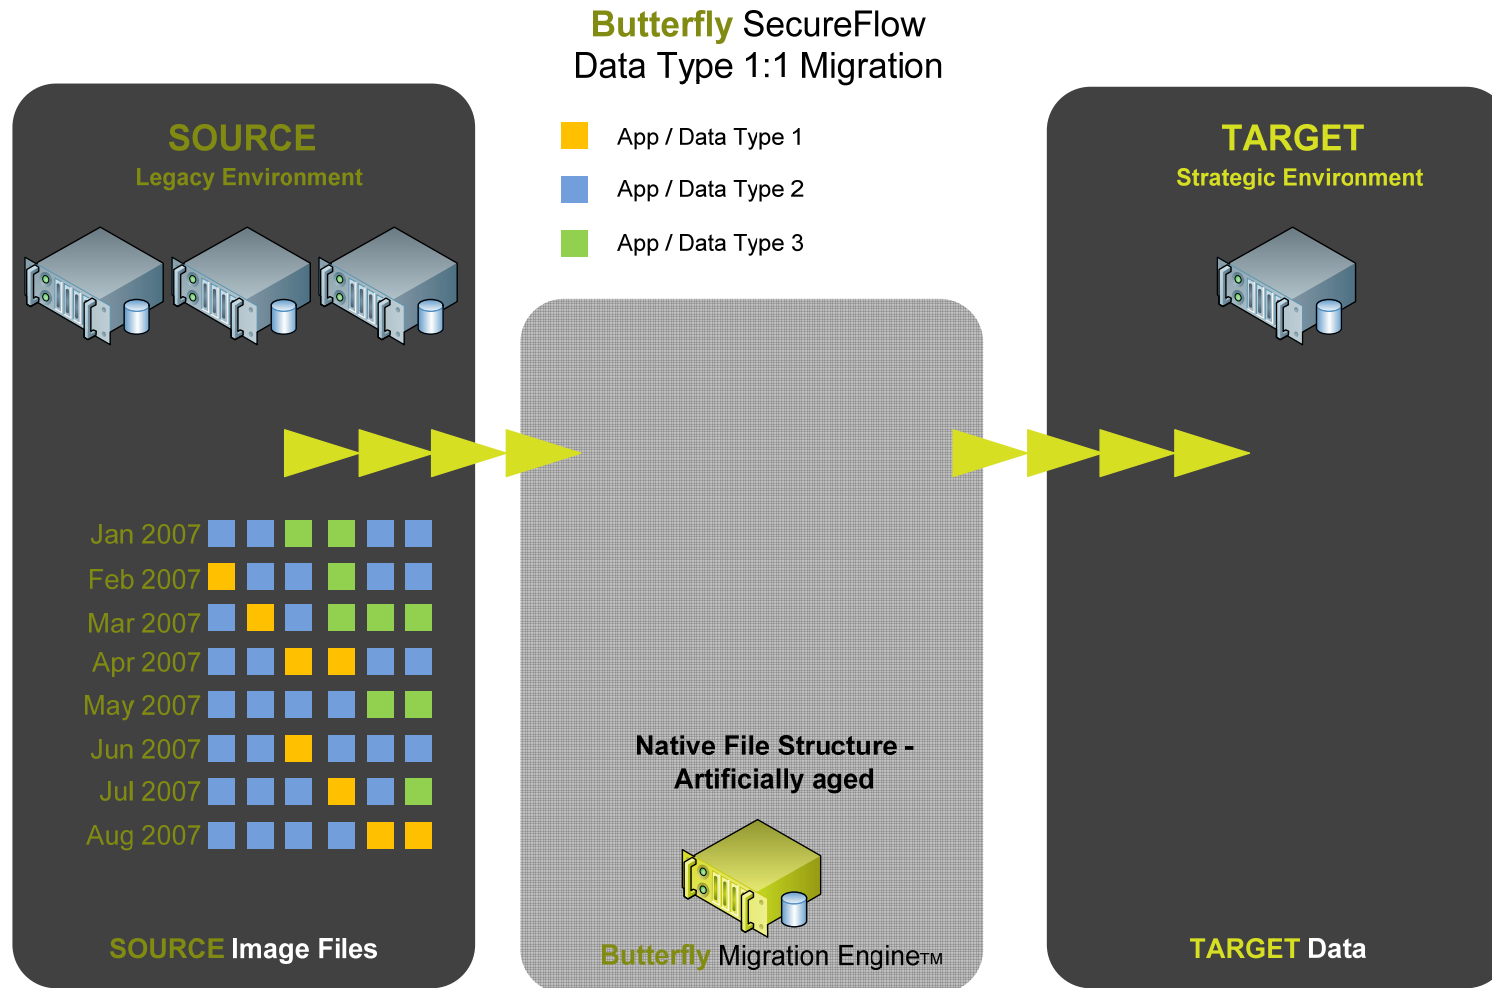 Butterfly SecureFlow
Data Type 1:1 Migration
App / Data Type 1
App / Data Type 2
App / Data Type 3
SOURCE
Legacy Environment
Jan 2007
Feb 2007
Mar 2007
Apr 2007
May 2007
Jun 2007
Jul 2007
Aug 2007
SOURCE Image Files
Native File Structure -
Artificially aged
Butterfly Migration Engine™
TARGET
Strategic Environment
TARGET Data